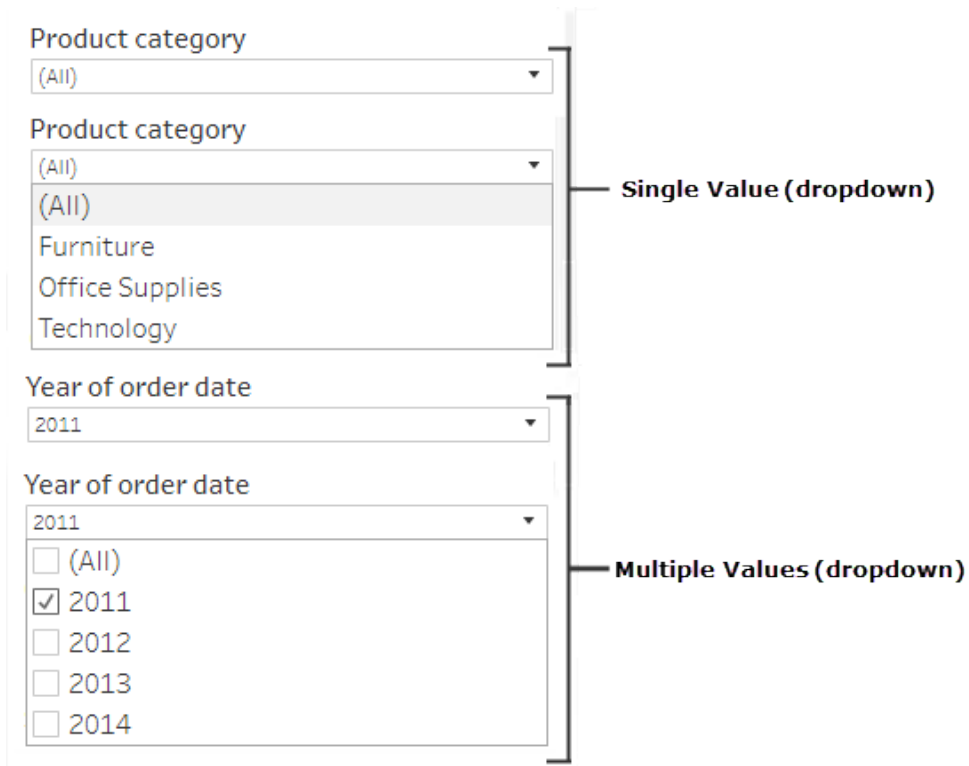 Product category
(All)
Product category
(All)
(All)
Furniture
Office Supplies
Technology
Single Value (dropdown)
Year of order date
2011
Year of order date
2011
(All)
2011
2012
2013
2014
Multiple Values (dropdown)